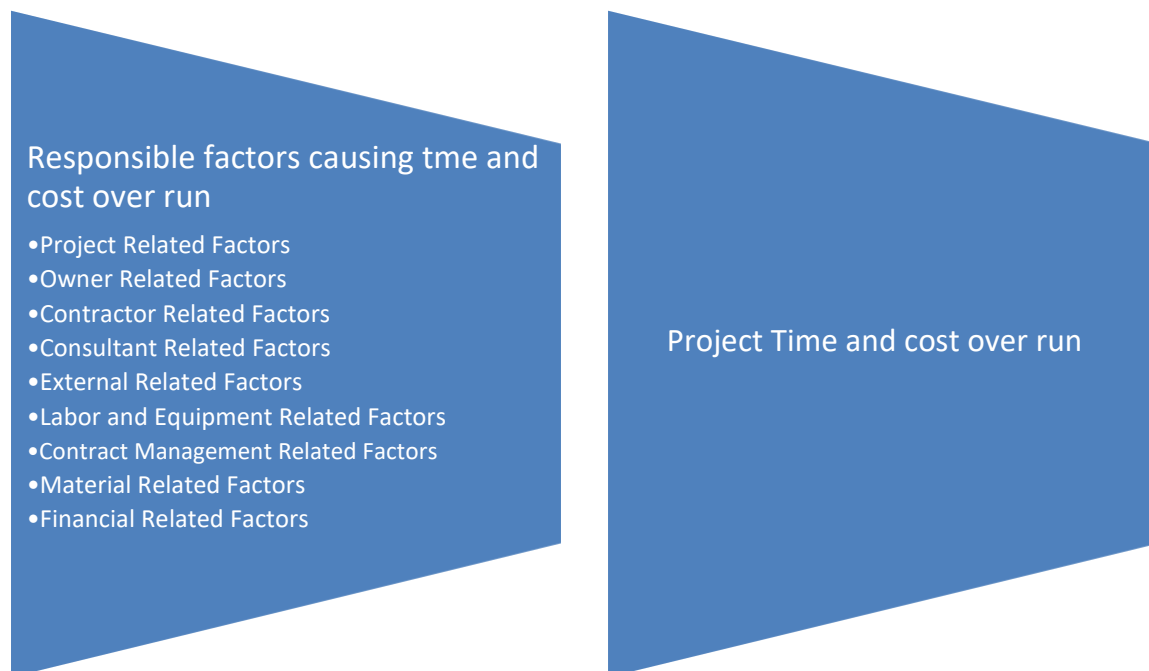 Responsible factors causing tme and
cost over run
•Project Related Factors
•Owner Related Factors
•Contractor Related Factors
•Consultant Related Factors
•External Related Factors
•Labor and Equipment Related Factors
•Contract Management Related Factors
•Material Related Factors
•Financial Related Factors
Project Time and cost over run